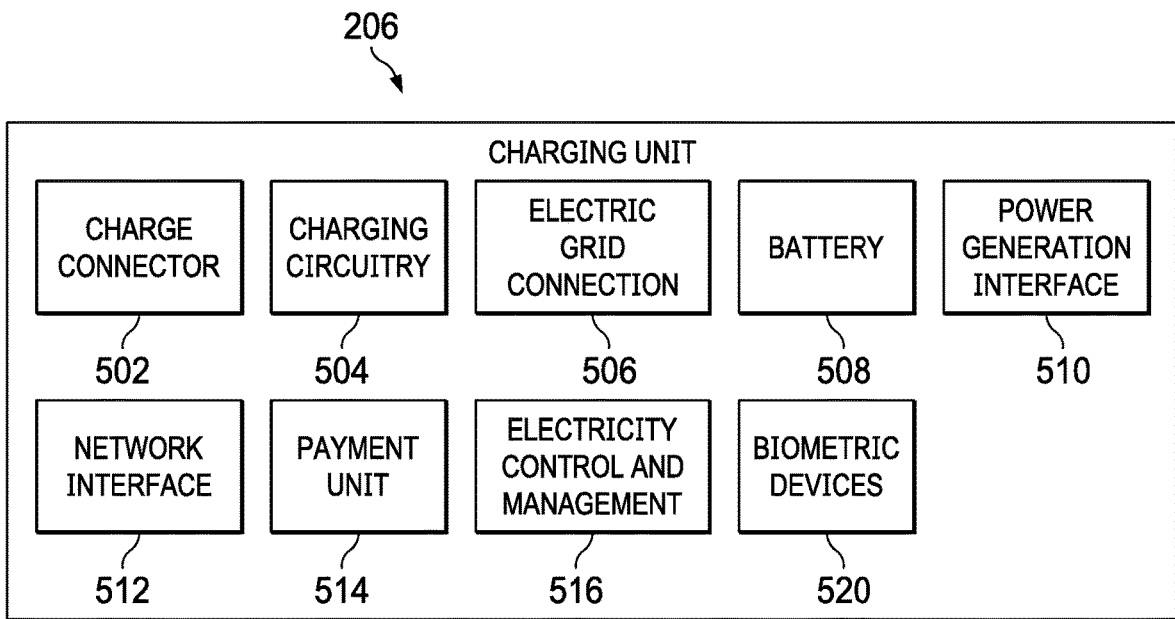 206
CHARGING UNIT
CHARGE
CONNECTOR
502
CHARGING
CIRCUITRY
504
ELECTRIC
GRID
CONNECTION
506
BATTERY
508
POWER
GENERATION
INTERFACE
510
NETWORK
INTERFACE
512
PAYMENT
UNIT
514
ELECTRICITY
CONTROL AND
MANAGEMENT
516
BIOMETRIC
DEVICES
520